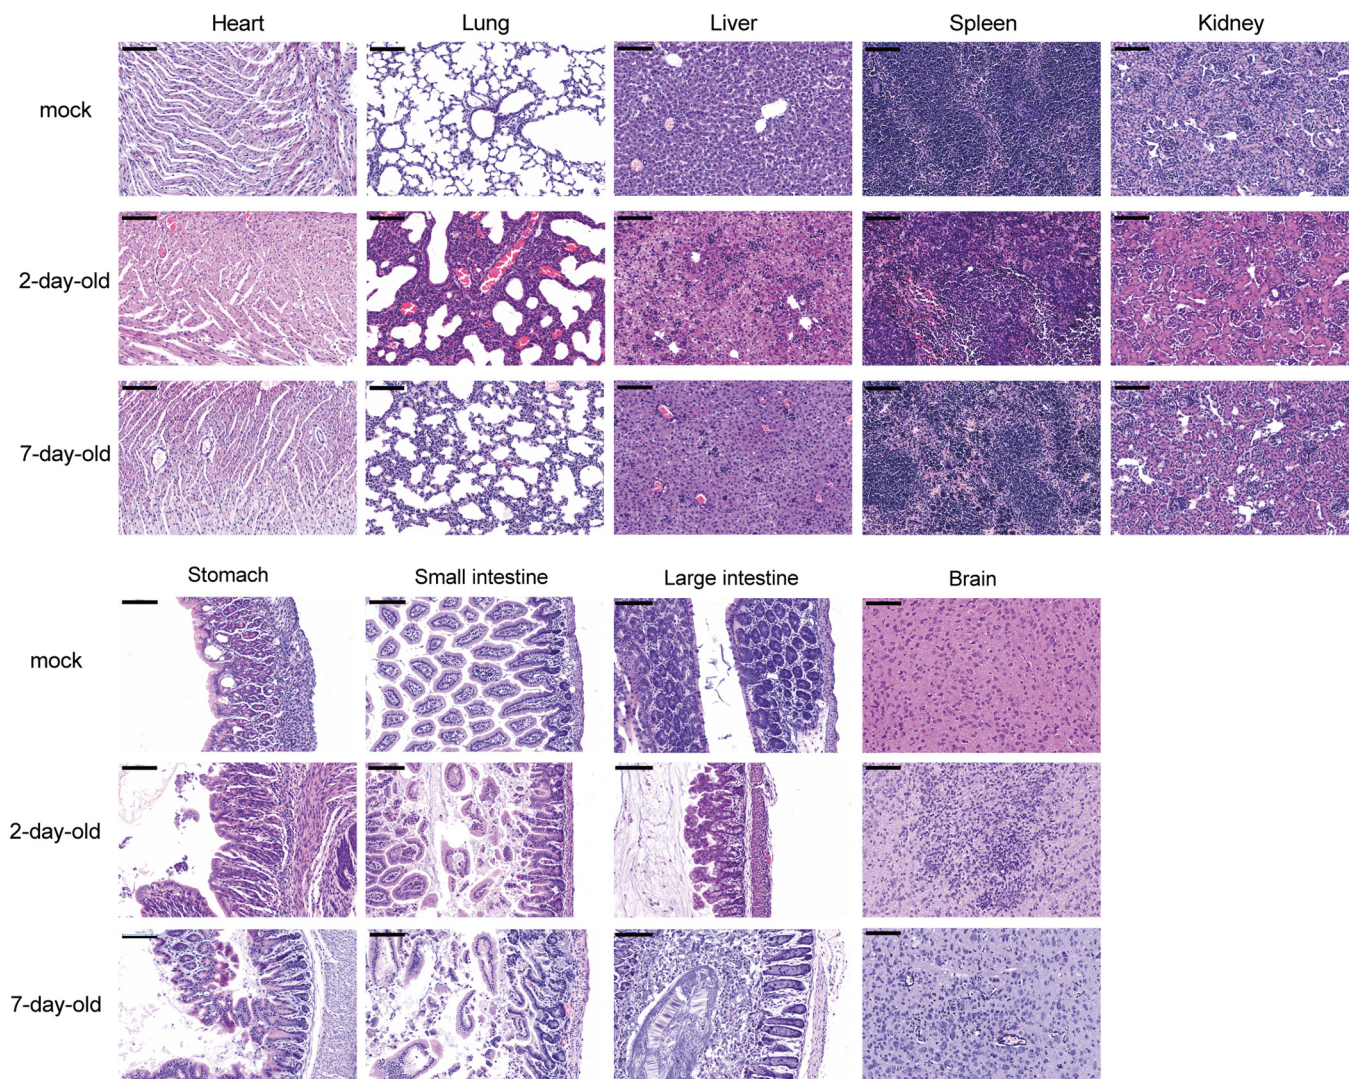 Heart Lung Liver Spleen Kidney
mock
2-day-old
7-day-old
Stomach Small intestine Large intestine Brain
mock
2-day-old
7-day-old